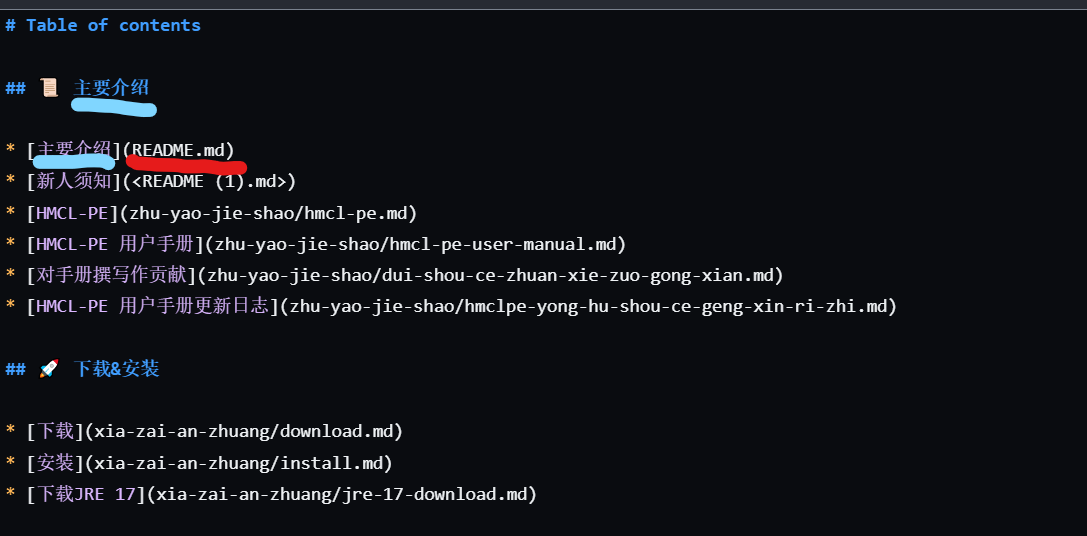 # Table of contents
## 📜 主要介绍
* [主要介绍](README.md)
* [新人须知](<README (1).md>)
* [HMCL-PE](zhu-yao-jie-shao/hmcl-pe.md)
* [HMCL-PE 用户手册](zhu-yao-jie-shao/hmcl-pe-user-manual.md)
* [对手册撰写作贡献](zhu-yao-jie-shao/dui-shou-ce-zhuan-xie-zuo-gong-xian.md)
* [HMCL-PE 用户手册更新日志](zhu-yao-jie-shao/hmclpe-yong-hu-shou-ce-geng-xin-ri-zhi.md)
## 🚀 下载&安装
* [下载](xia-zai-an-zhuang/download.md)
* [安装](xia-zai-an-zhuang/install.md)
* [下载JRE 17](xia-zai-an-zhuang/jre-17-download.md)